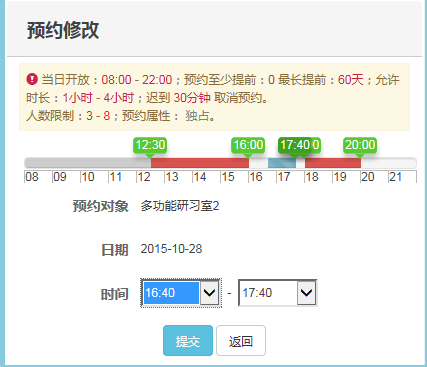 预约修改
当日开放：08:00 - 22:00；预约至少提前：0 最长提前：60天；允许
时长：1小时 - 4小时；迟到 30分钟 取消预约。
人数限制：3 - 8；预约属性： 独占。
12:30 16:00 17:40 0 20:00
08 09 10 11 12 13 14 15 16 17 18 19 20 21
预约对象 多功能研习室2
日期 2015-10-28
时间 16:40 - 17:40
提交 返回